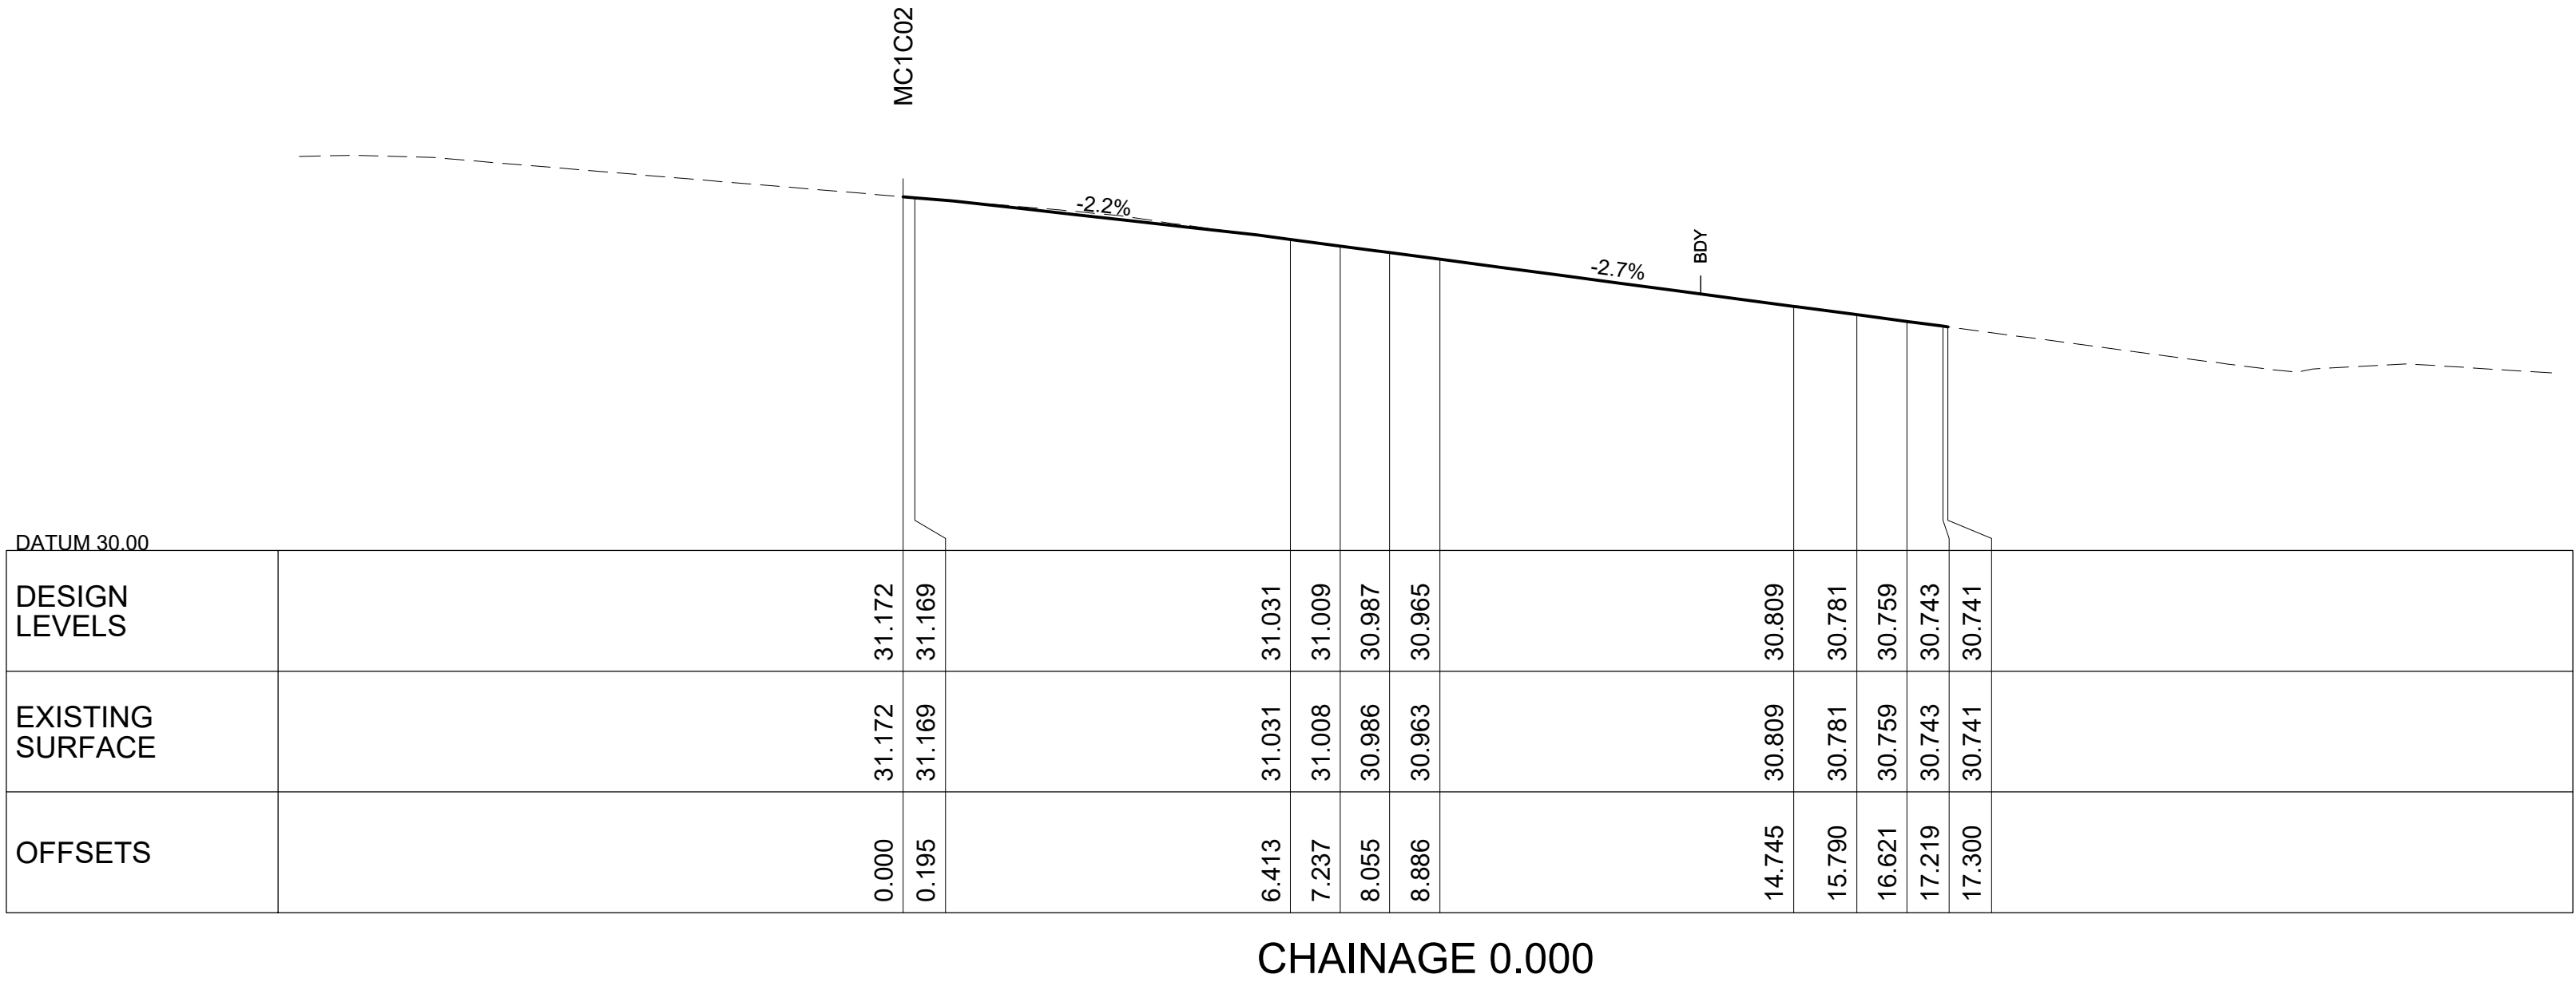 MC1C02
-2.2%
-2.7%
BDY
DATUM 30.00
DESIGN
LEVELS
31.172 31.169 31.031 31.009 30.987 30.965 30.809 30.781 30.759 30.743 30.741
EXISTING
SURFACE
31.172 31.169 31.031 31.008 30.986 30.963 30.809 30.781 30.759 30.743 30.741
OFFSETS
0.000 0.195 6.413 7.237 8.055 8.886 14.745 15.790 16.621 17.219 17.300
CHAINAGE 0.000